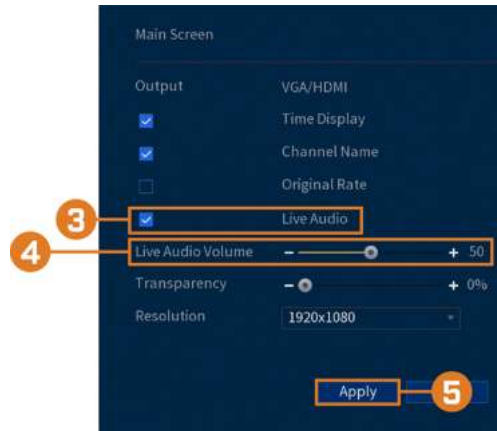 Main Screen
Output VGA/HDMI
Time Display
Channel Name
Original Rate
3 Live Audio
4 Live Audio Volume - + 50
Transparency - + 0%
Resolution 1920x1080
Apply 5